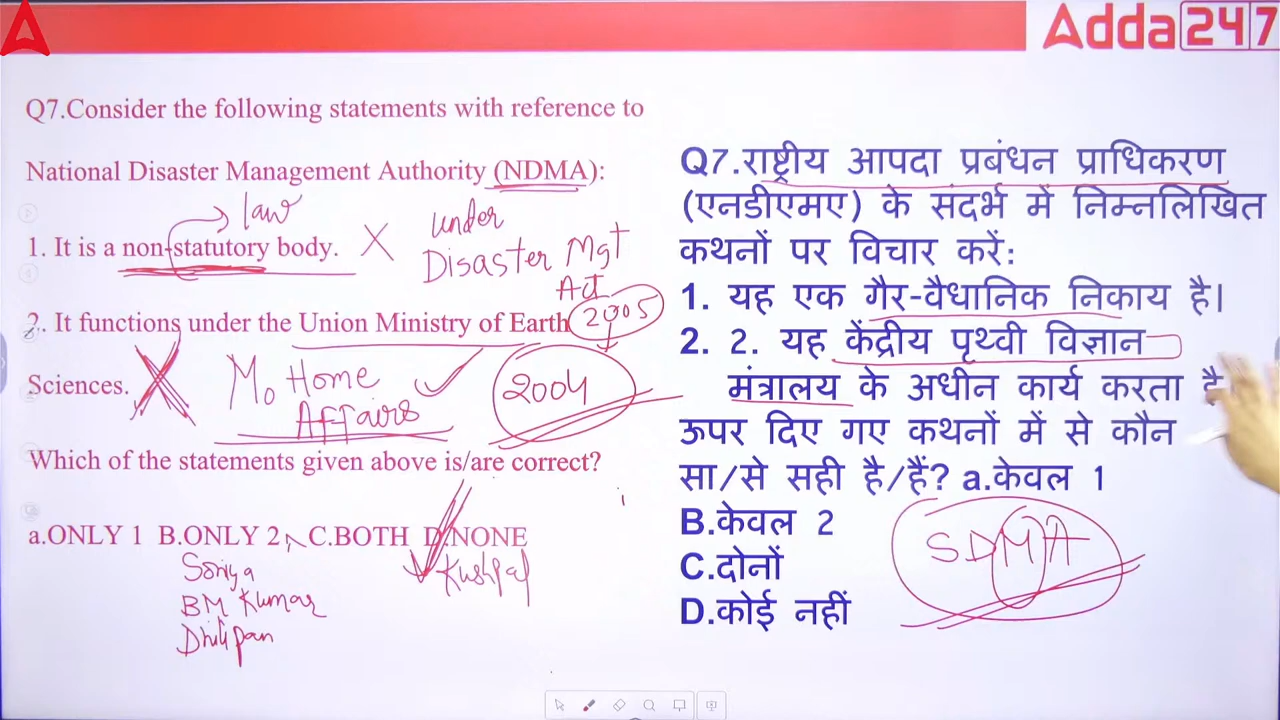 Adda247
Q7.Consider the following statements with reference to
National Disaster Management Authority (NDMA):
law
1. It is a non-statutory body.
under
Disaster Mgt
Act
2005
2. It functions under the Union Ministry of Earth
Sciences.
Mo Home
Affairs
2004
Which of the statements given above is/are correct?
a.ONLY 1 B.ONLY 2 C.BOTH D.NONE
Soniya
BM Kumar
Dhilipan
Kushpal
Q7.राष्ट्रीय आपदा प्रबंधन प्राधिकरण
(एनडीएमए) के संदर्भ में निम्नलिखित
कथनों पर विचार करें:
1. यह एक गैर-वैधानिक निकाय है।
2. 2. यह केंद्रीय पृथ्वी विज्ञान
मंत्रालय के अधीन कार्य करता है
ऊपर दिए गए कथनों में से कौन
सा/से सही है/हैं? a.केवल 1
B.केवल 2
C.दोनों
D.कोई नहीं
SDMA